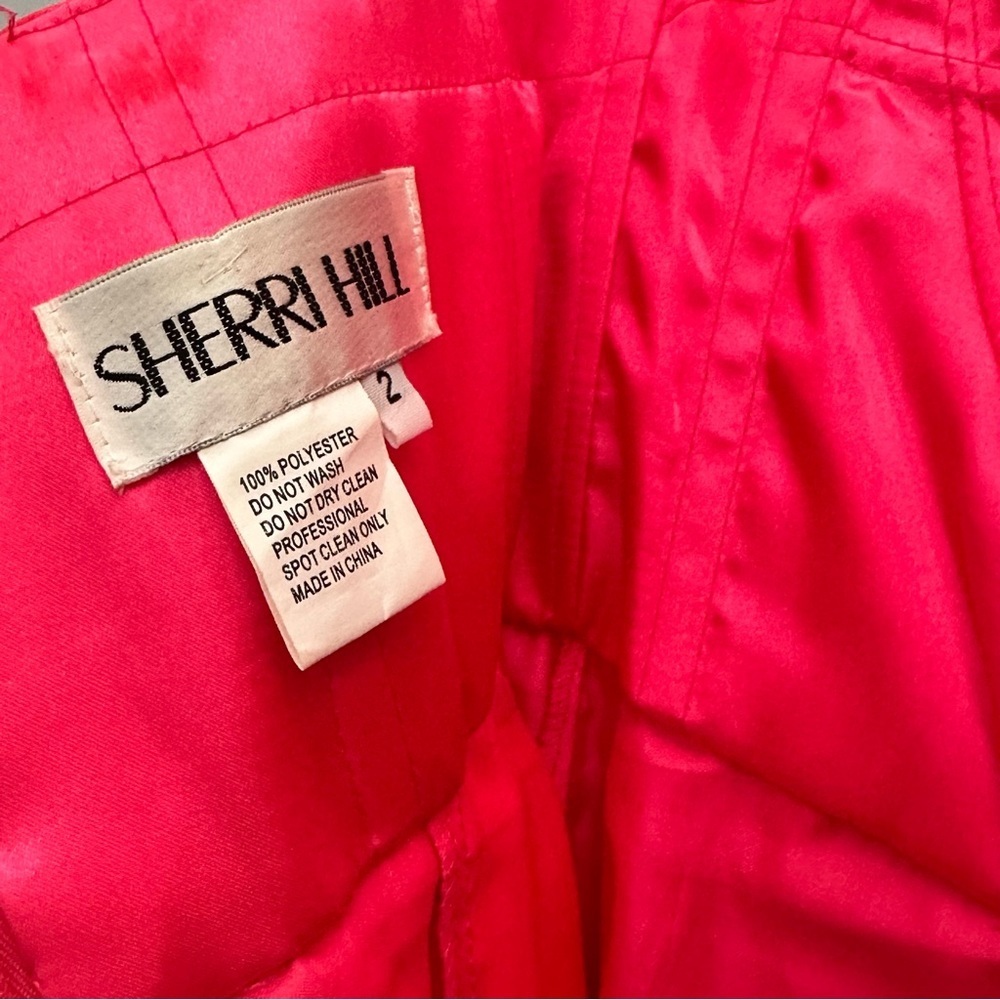 SHERRI HILL
2
100% POLYESTER
DO NOT WASH
DO NOT DRY CLEAN
PROFESSIONAL
SPOT CLEAN ONLY
MADE IN CHINA